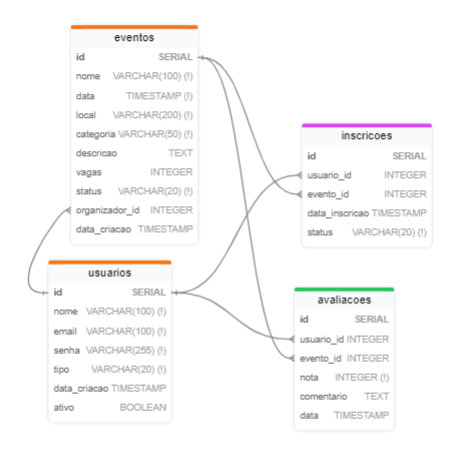 eventos
id SERIAL
nome VARCHAR(100) (!)
data TIMESTAMP (!)
local VARCHAR(200) (!)
categoria VARCHAR(50) (!)
descricao TEXT
vagas INTEGER
status VARCHAR(20) (!)
organizador_id INTEGER
data_criacao TIMESTAMP
usuarios
id SERIAL
nome VARCHAR(100) (!)
email VARCHAR(100) (!)
senha VARCHAR(255) (!)
tipo VARCHAR(20) (!)
data_criacao TIMESTAMP
ativo BOOLEAN
inscricoes
id SERIAL
usuario_id INTEGER
evento_id INTEGER
data_inscricao TIMESTAMP
status VARCHAR(20) (!)
avaliacoes
id SERIAL
usuario_id INTEGER
evento_id INTEGER
nota INTEGER (!)
comentario TEXT
data TIMESTAMP